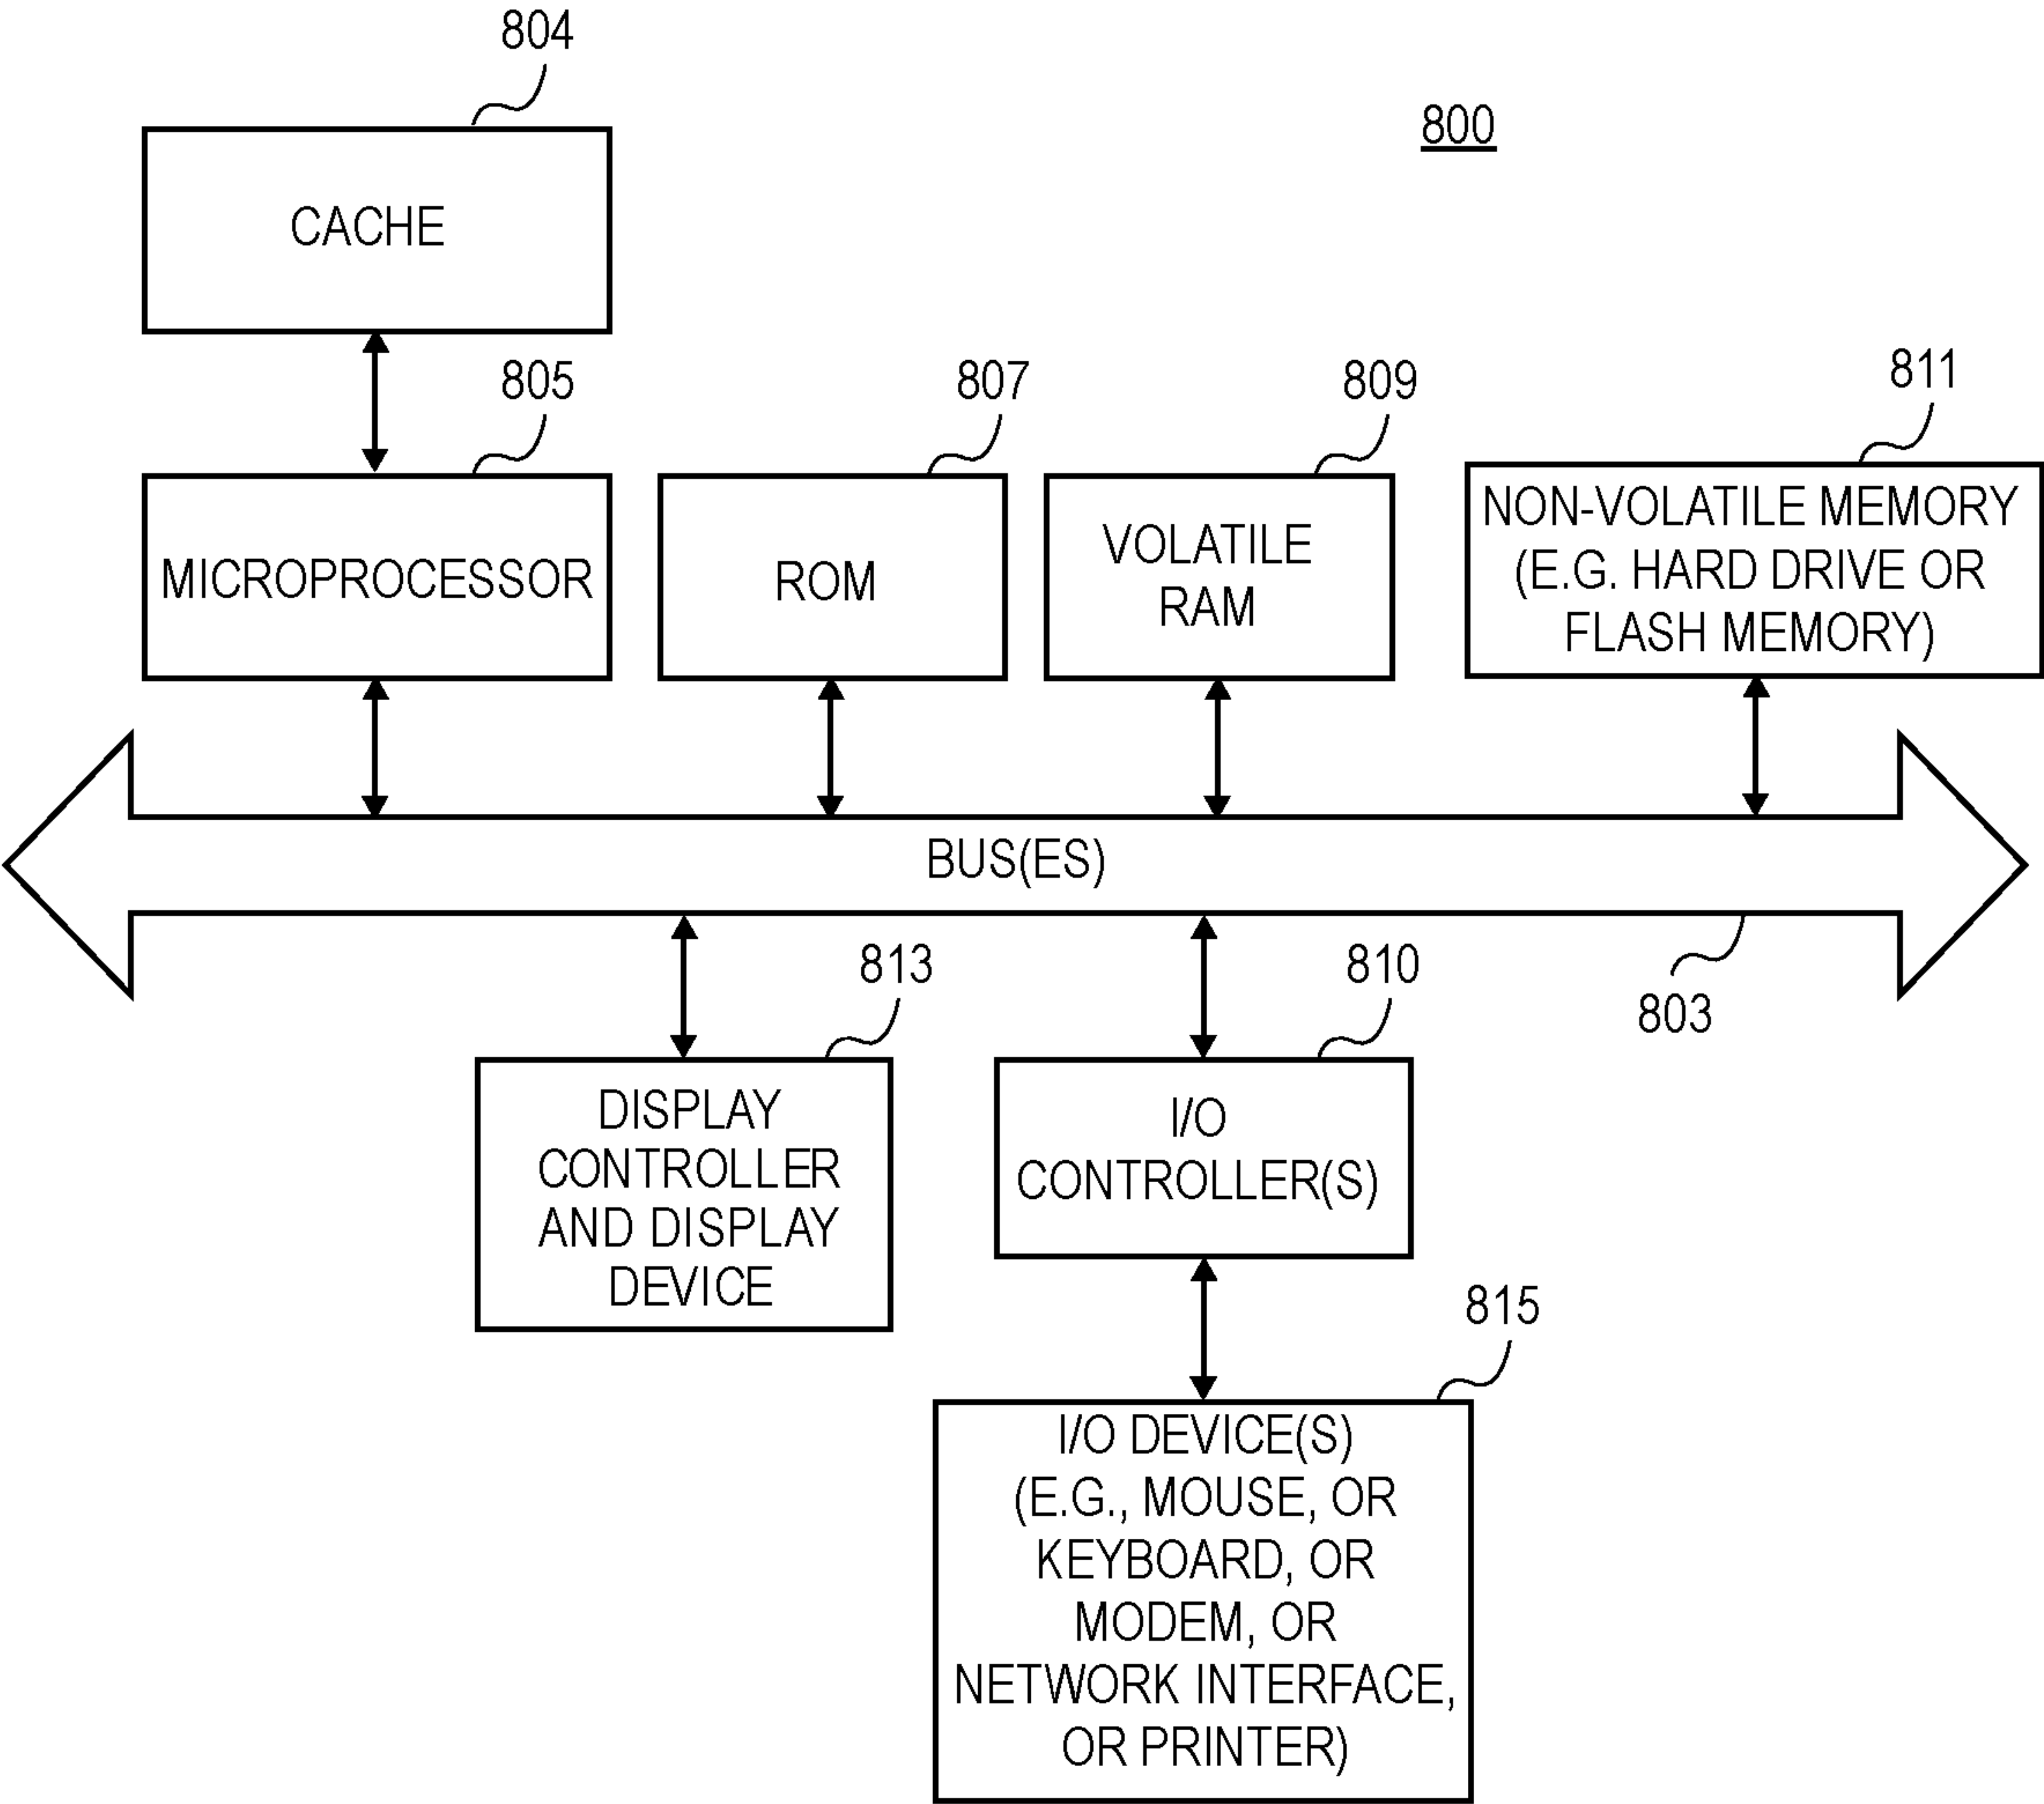 804
800
CACHE
805
807
809
811
MICROPROCESSOR
ROM
VOLATILE
RAM
NON-VOLATILE MEMORY
(E.G. HARD DRIVE OR
FLASH MEMORY)
BUS(ES)
813
810
803
DISPLAY
CONTROLLER
AND DISPLAY
DEVICE
I/O
CONTROLLER(S)
815
I/O DEVICE(S)
(E.G., MOUSE, OR
KEYBOARD, OR
MODEM, OR
NETWORK INTERFACE,
OR PRINTER)